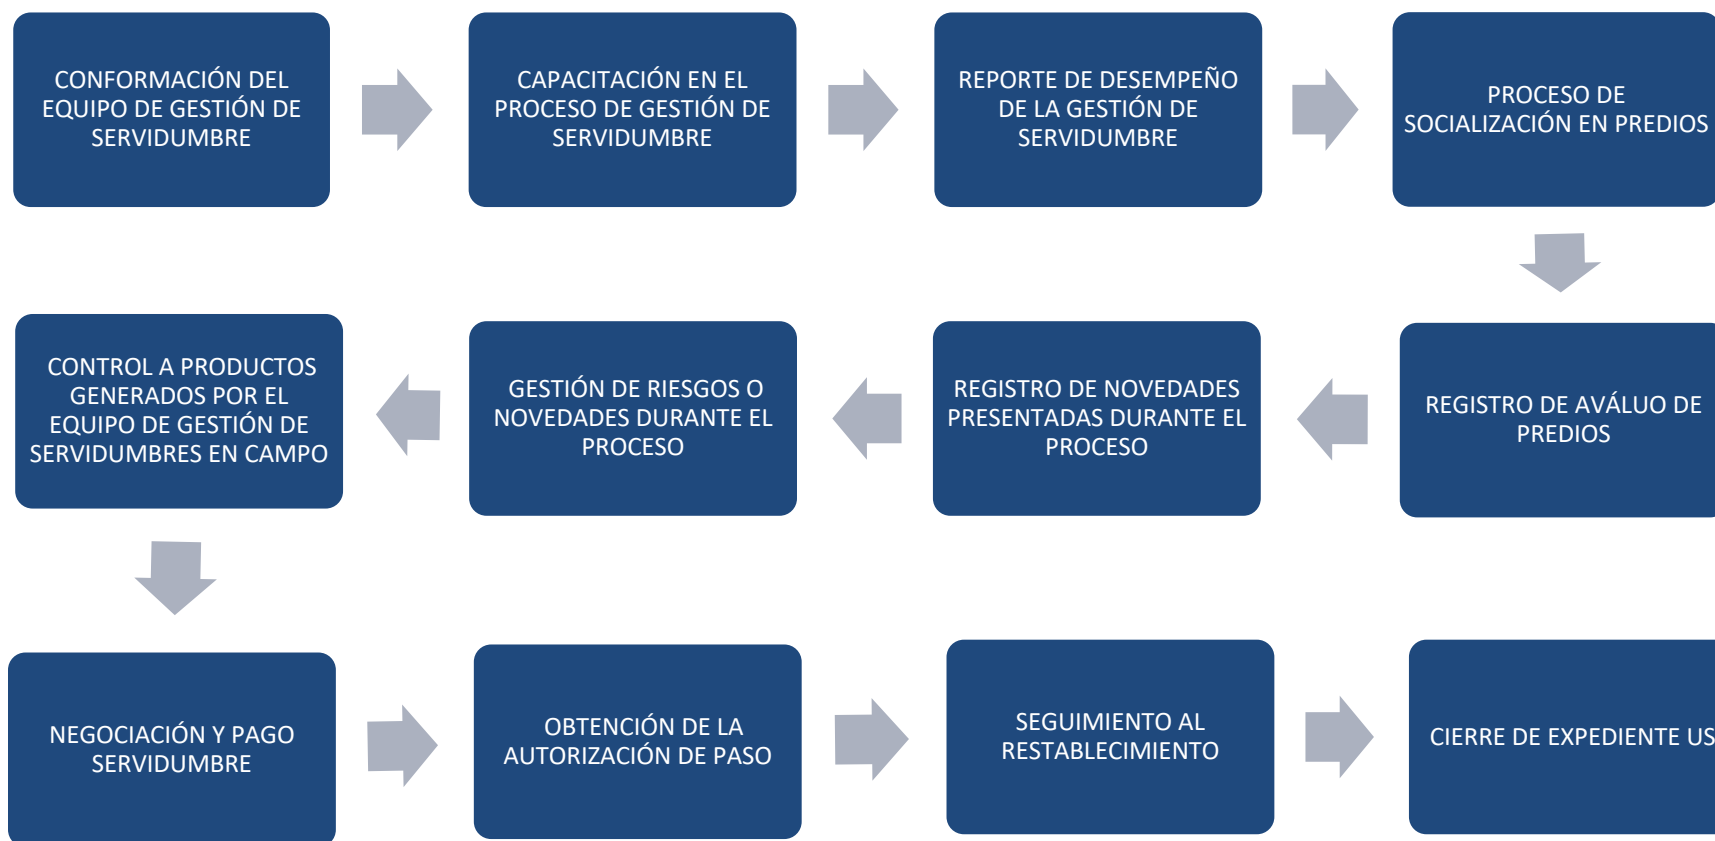 CONFORMACIÓN DEL
EQUIPO DE GESTIÓN DE
SERVIDUMBRE
CAPACITACIÓN EN EL
PROCESO DE GESTIÓN DE
SERVIDUMBRE
REPORTE DE DESEMPEÑO
DE LA GESTIÓN DE
SERVIDUMBRE
PROCESO DE
SOCIALIZACIÓN EN PREDIOS
REGISTRO DE AVÁLUO DE
PREDIOS
REGISTRO DE NOVEDADES
PRESENTADAS DURANTE EL
PROCESO
GESTIÓN DE RIESGOS O
NOVEDADES DURANTE EL
PROCESO
CONTROL A PRODUCTOS
GENERADOS POR EL
EQUIPO DE GESTIÓN DE
SERVIDUMBRES EN CAMPO
NEGOCIACIÓN Y PAGO
SERVIDUMBRE
OBTENCIÓN DE LA
AUTORIZACIÓN DE PASO
SEGUIMIENTO AL
RESTABLECIMIENTO
CIERRE DE EXPEDIENTE US